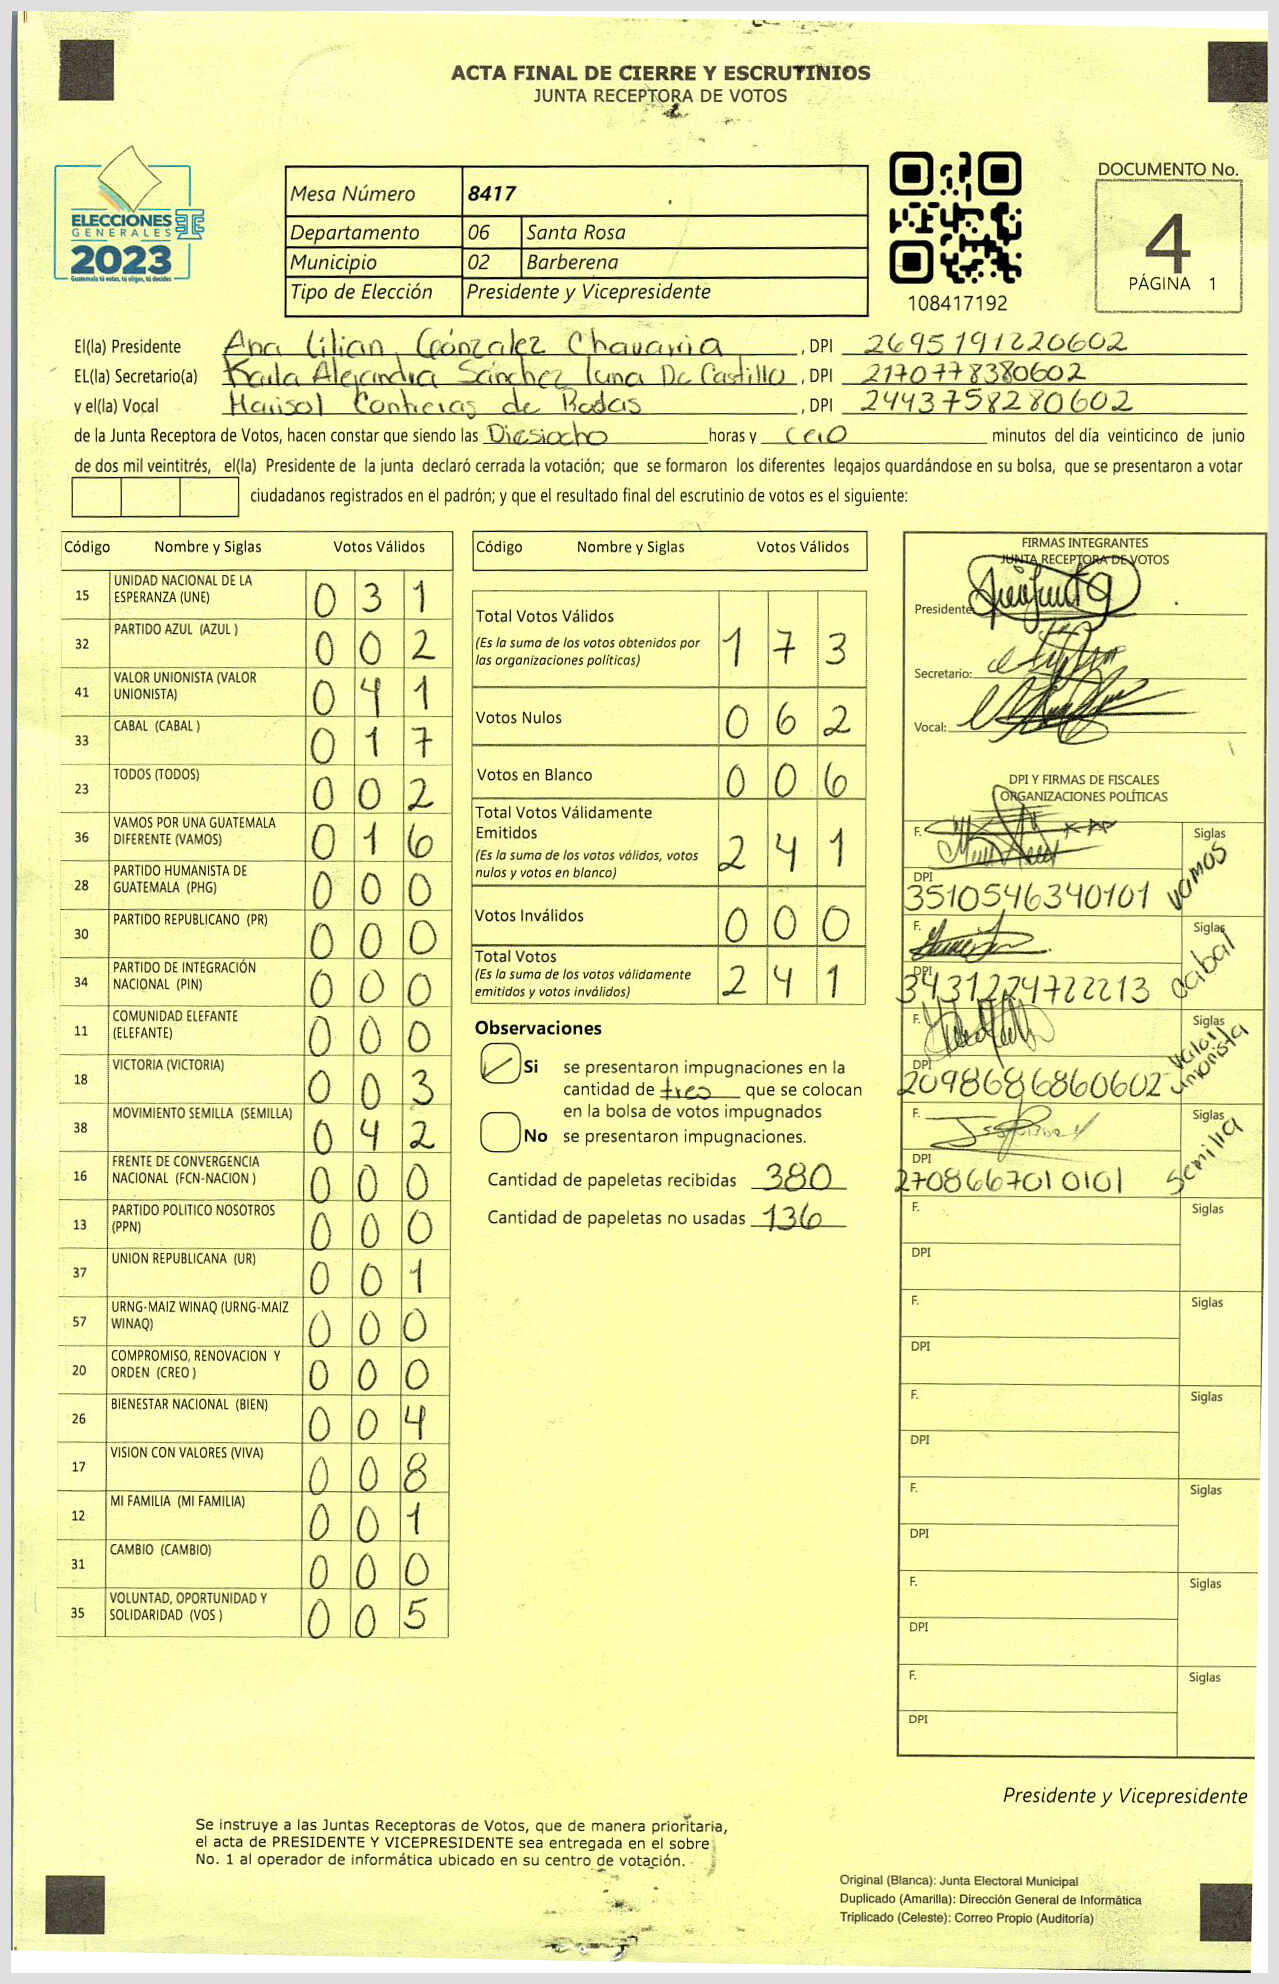 ACTA FINAL DE CIERRE Y ESCRUTINIOS
JUNTA RECEPTORA DE VOTOS
ELECCIONES
GENERALES
2023
Guatemala tú votas, tú eliges, tú decides
Mesa Número 8417
Departamento 06 Santa Rosa
Municipio 02 Barberena
Tipo de Elección Presidente y Vicepresidente
108417192
DOCUMENTO No.
4
PÁGINA 1
El(la) Presidente Ana Lilian González Chavarria, DPI 2695191220602
EL(la) Secretario(a) Karla Alejandra Sánchez luna De Castillo, DPI 2170778380602
y el(la) Vocal Marisol Contreras de Rodas, DPI 2443758280602
de la Junta Receptora de Votos, hacen constar que siendo las Diesiocho horas y cero minutos del día veinticinco de junio
de dos mil veintitrés, el(la) Presidente de la junta declaró cerrada la votación; que se formaron los diferentes legajos guardándose en su bolsa, que se presentaron a votar
ciudadanos registrados en el padrón; y que el resultado final del escrutinio de votos es el siguiente:
Código Nombre y Siglas Votos Válidos
15 UNIDAD NACIONAL DE LA ESPERANZA (UNE) 0 3 1
32 PARTIDO AZUL (AZUL ) 0 0 2
41 VALOR UNIONISTA (VALOR UNIONISTA) 0 4 1
33 CABAL (CABAL ) 0 1 7
23 TODOS (TODOS) 0 0 2
36 VAMOS POR UNA GUATEMALA DIFERENTE (VAMOS) 0 1 6
28 PARTIDO HUMANISTA DE GUATEMALA (PHG) 0 0 0
30 PARTIDO REPUBLICANO (PR) 0 0 0
34 PARTIDO DE INTEGRACIÓN NACIONAL (PIN) 0 0 0
11 COMUNIDAD ELEFANTE (ELEFANTE) 0 0 0
18 VICTORIA (VICTORIA) 0 0 3
38 MOVIMIENTO SEMILLA (SEMILLA) 0 4 2
16 FRENTE DE CONVERGENCIA NACIONAL (FCN-NACION ) 0 0 0
13 PARTIDO POLITICO NOSOTROS (PPN) 0 0 0
37 UNION REPUBLICANA (UR) 0 0 1
57 URNG-MAIZ WINAQ (URNG-MAIZ WINAQ) 0 0 0
20 COMPROMISO, RENOVACION Y ORDEN (CREO ) 0 0 0
26 BIENESTAR NACIONAL (BIEN) 0 0 4
17 VISION CON VALORES (VIVA) 0 0 8
12 MI FAMILIA (MI FAMILIA) 0 0 1
31 CAMBIO (CAMBIO) 0 0 0
35 VOLUNTAD, OPORTUNIDAD Y SOLIDARIDAD (VOS ) 0 0 5
Código Nombre y Siglas Votos Válidos
Total Votos Válidos 1 7 3
(Es la suma de los votos obtenidos por
las organizaciones políticas)
Votos Nulos 0 6 2
Votos en Blanco 0 0 6
Total Votos Válidamente
Emitidos 2 4 1
(Es la suma de los votos válidos, votos
nulos y votos en blanco)
Votos Inválidos 0 0 0
Total Votos 2 4 1
(Es la suma de los votos válidamente
emitidos y votos inválidos)
Observaciones
Si se presentaron impugnaciones en la
cantidad de tres que se colocan
en la bolsa de votos impugnados
No se presentaron impugnaciones.
Cantidad de papeletas recibidas 380
Cantidad de papeletas no usadas 136
FIRMAS INTEGRANTES
JUNTA RECEPTORA DE VOTOS
Presidente:
Secretario:
Vocal:
DPI Y FIRMAS DE FISCALES
ORGANIZACIONES POLÍTICAS
F. Siglas
DPI
3510546340101 vamos
F. Siglas
DPI
3431224722213 cabal
F. Siglas
DPI
2098686860602 valor unionista
F. Siglas
DPI
2708667010101 semilla
F. Siglas
DPI
F. Siglas
DPI
F. Siglas
DPI
F. Siglas
DPI
F. Siglas
DPI
F. Siglas
DPI
Presidente y Vicepresidente
Se instruye a las Juntas Receptoras de Votos, que de manera prioritaria,
el acta de PRESIDENTE Y VICEPRESIDENTE sea entregada en el sobre
No. 1 al operador de informática ubicado en su centro de votación.
Original (Blanca): Junta Electoral Municipal
Duplicado (Amarilla): Dirección General de Informática
Triplicado (Celeste): Correo Propio (Auditoría)